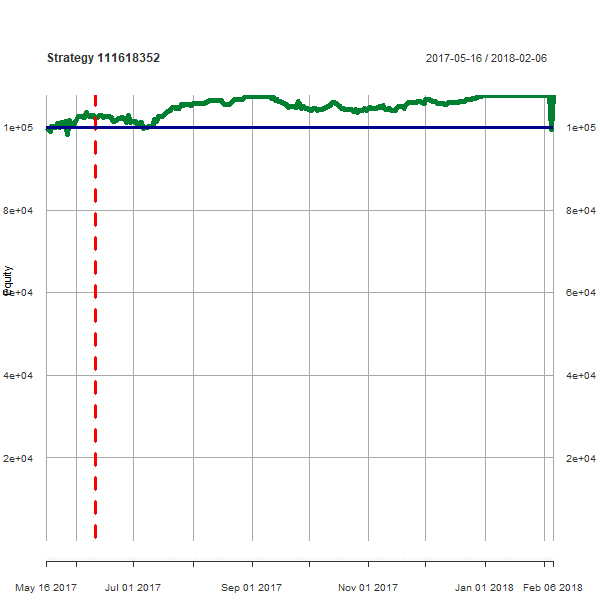 Strategy 111618352 2017-05-16 / 2018-02-06
1e+05 1e+05
8e+04 8e+04
Equity
6e+04 6e+04
4e+04 4e+04
2e+04 2e+04
May 16 2017 Jul 01 2017 Sep 01 2017 Nov 01 2017 Jan 01 2018 Feb 06 2018